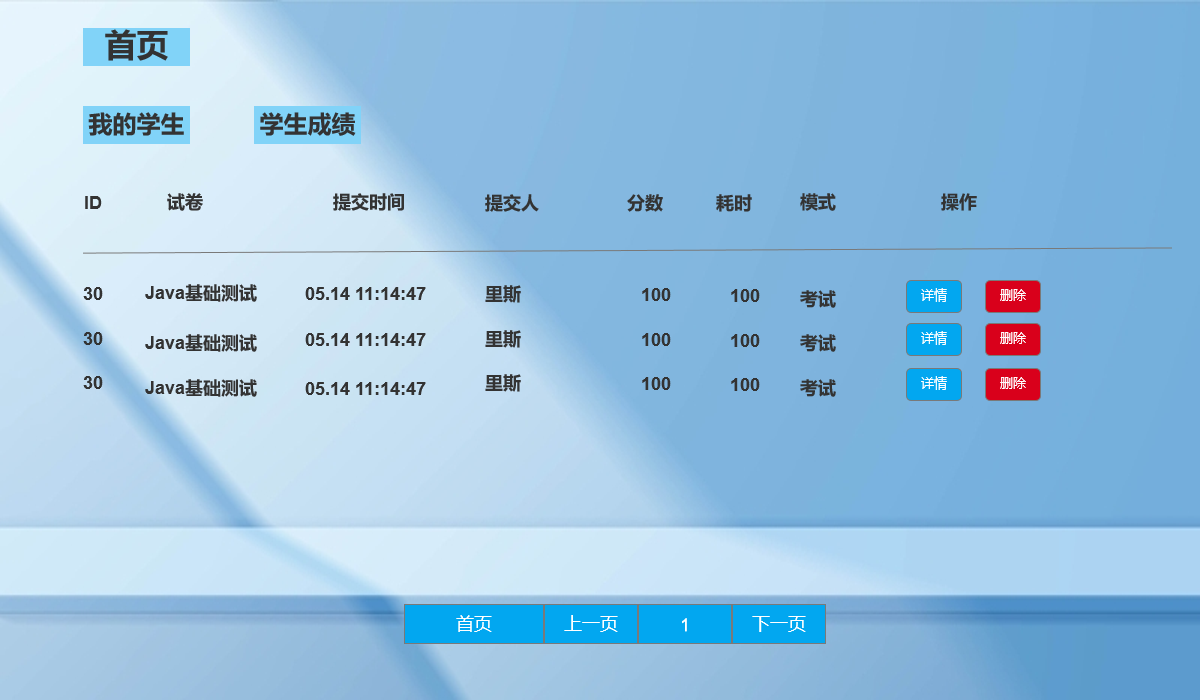 首页
我的学生 学生成绩
ID 试卷 提交时间 提交人 分数 耗时 模式 操作
30 Java基础测试 05.14 11:14:47 里斯 100 100 考试 详情 删除
30 Java基础测试 05.14 11:14:47 里斯 100 100 考试 详情 删除
30 Java基础测试 05.14 11:14:47 里斯 100 100 考试 详情 删除
首页 上一页 1 下一页